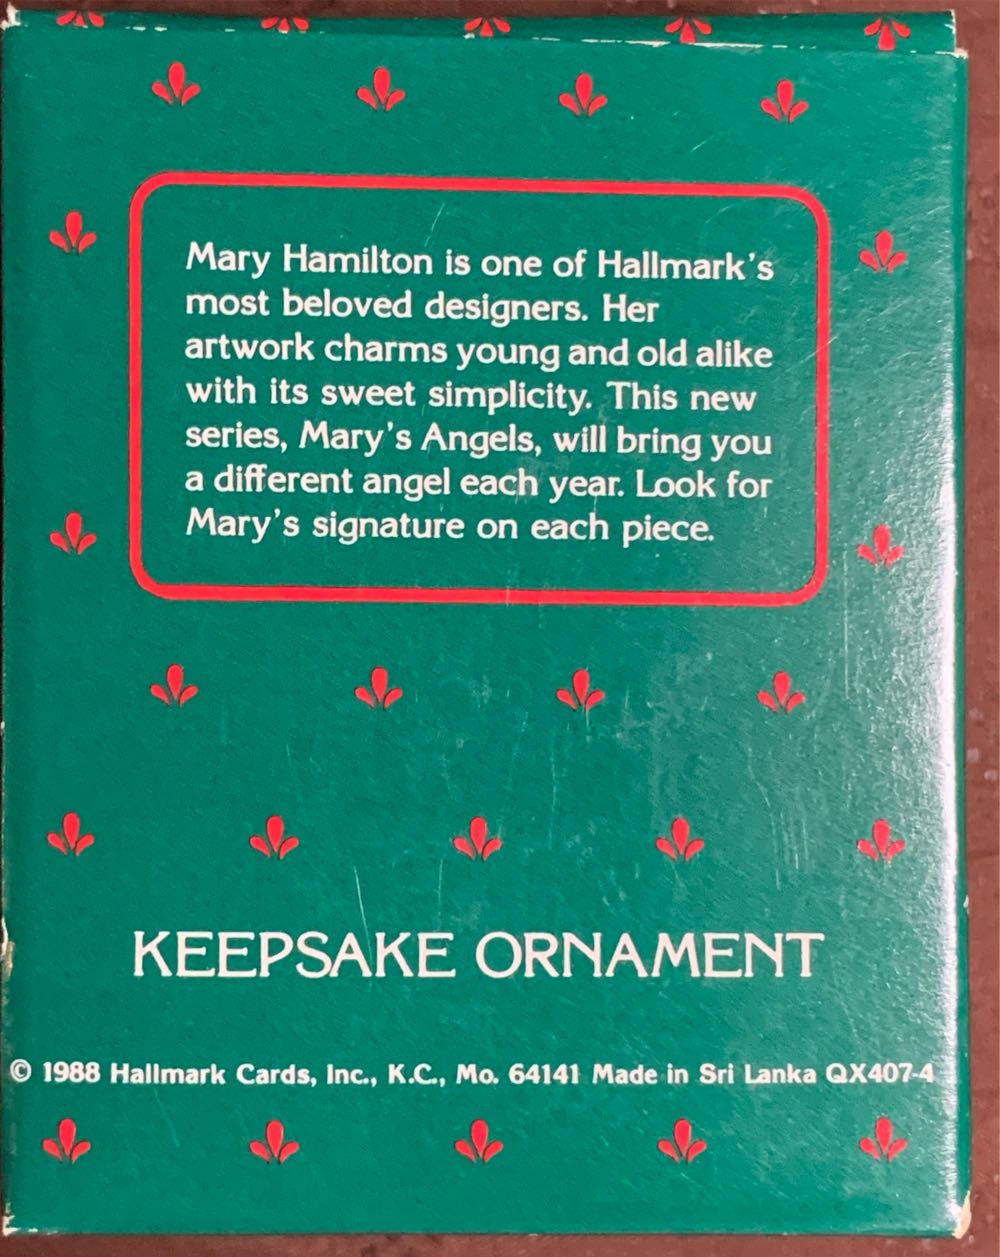 Mary Hamilton is one of Hallmark's
most beloved designers. Her
artwork charms young and old alike
with its sweet simplicity. This new
series, Mary's Angels, will bring you
a different angel each year. Look for
Mary's signature on each piece.
KEEPSAKE ORNAMENT
© 1988 Hallmark Cards, Inc., K.C., Mo. 64141 Made in Sri Lanka QX407-4